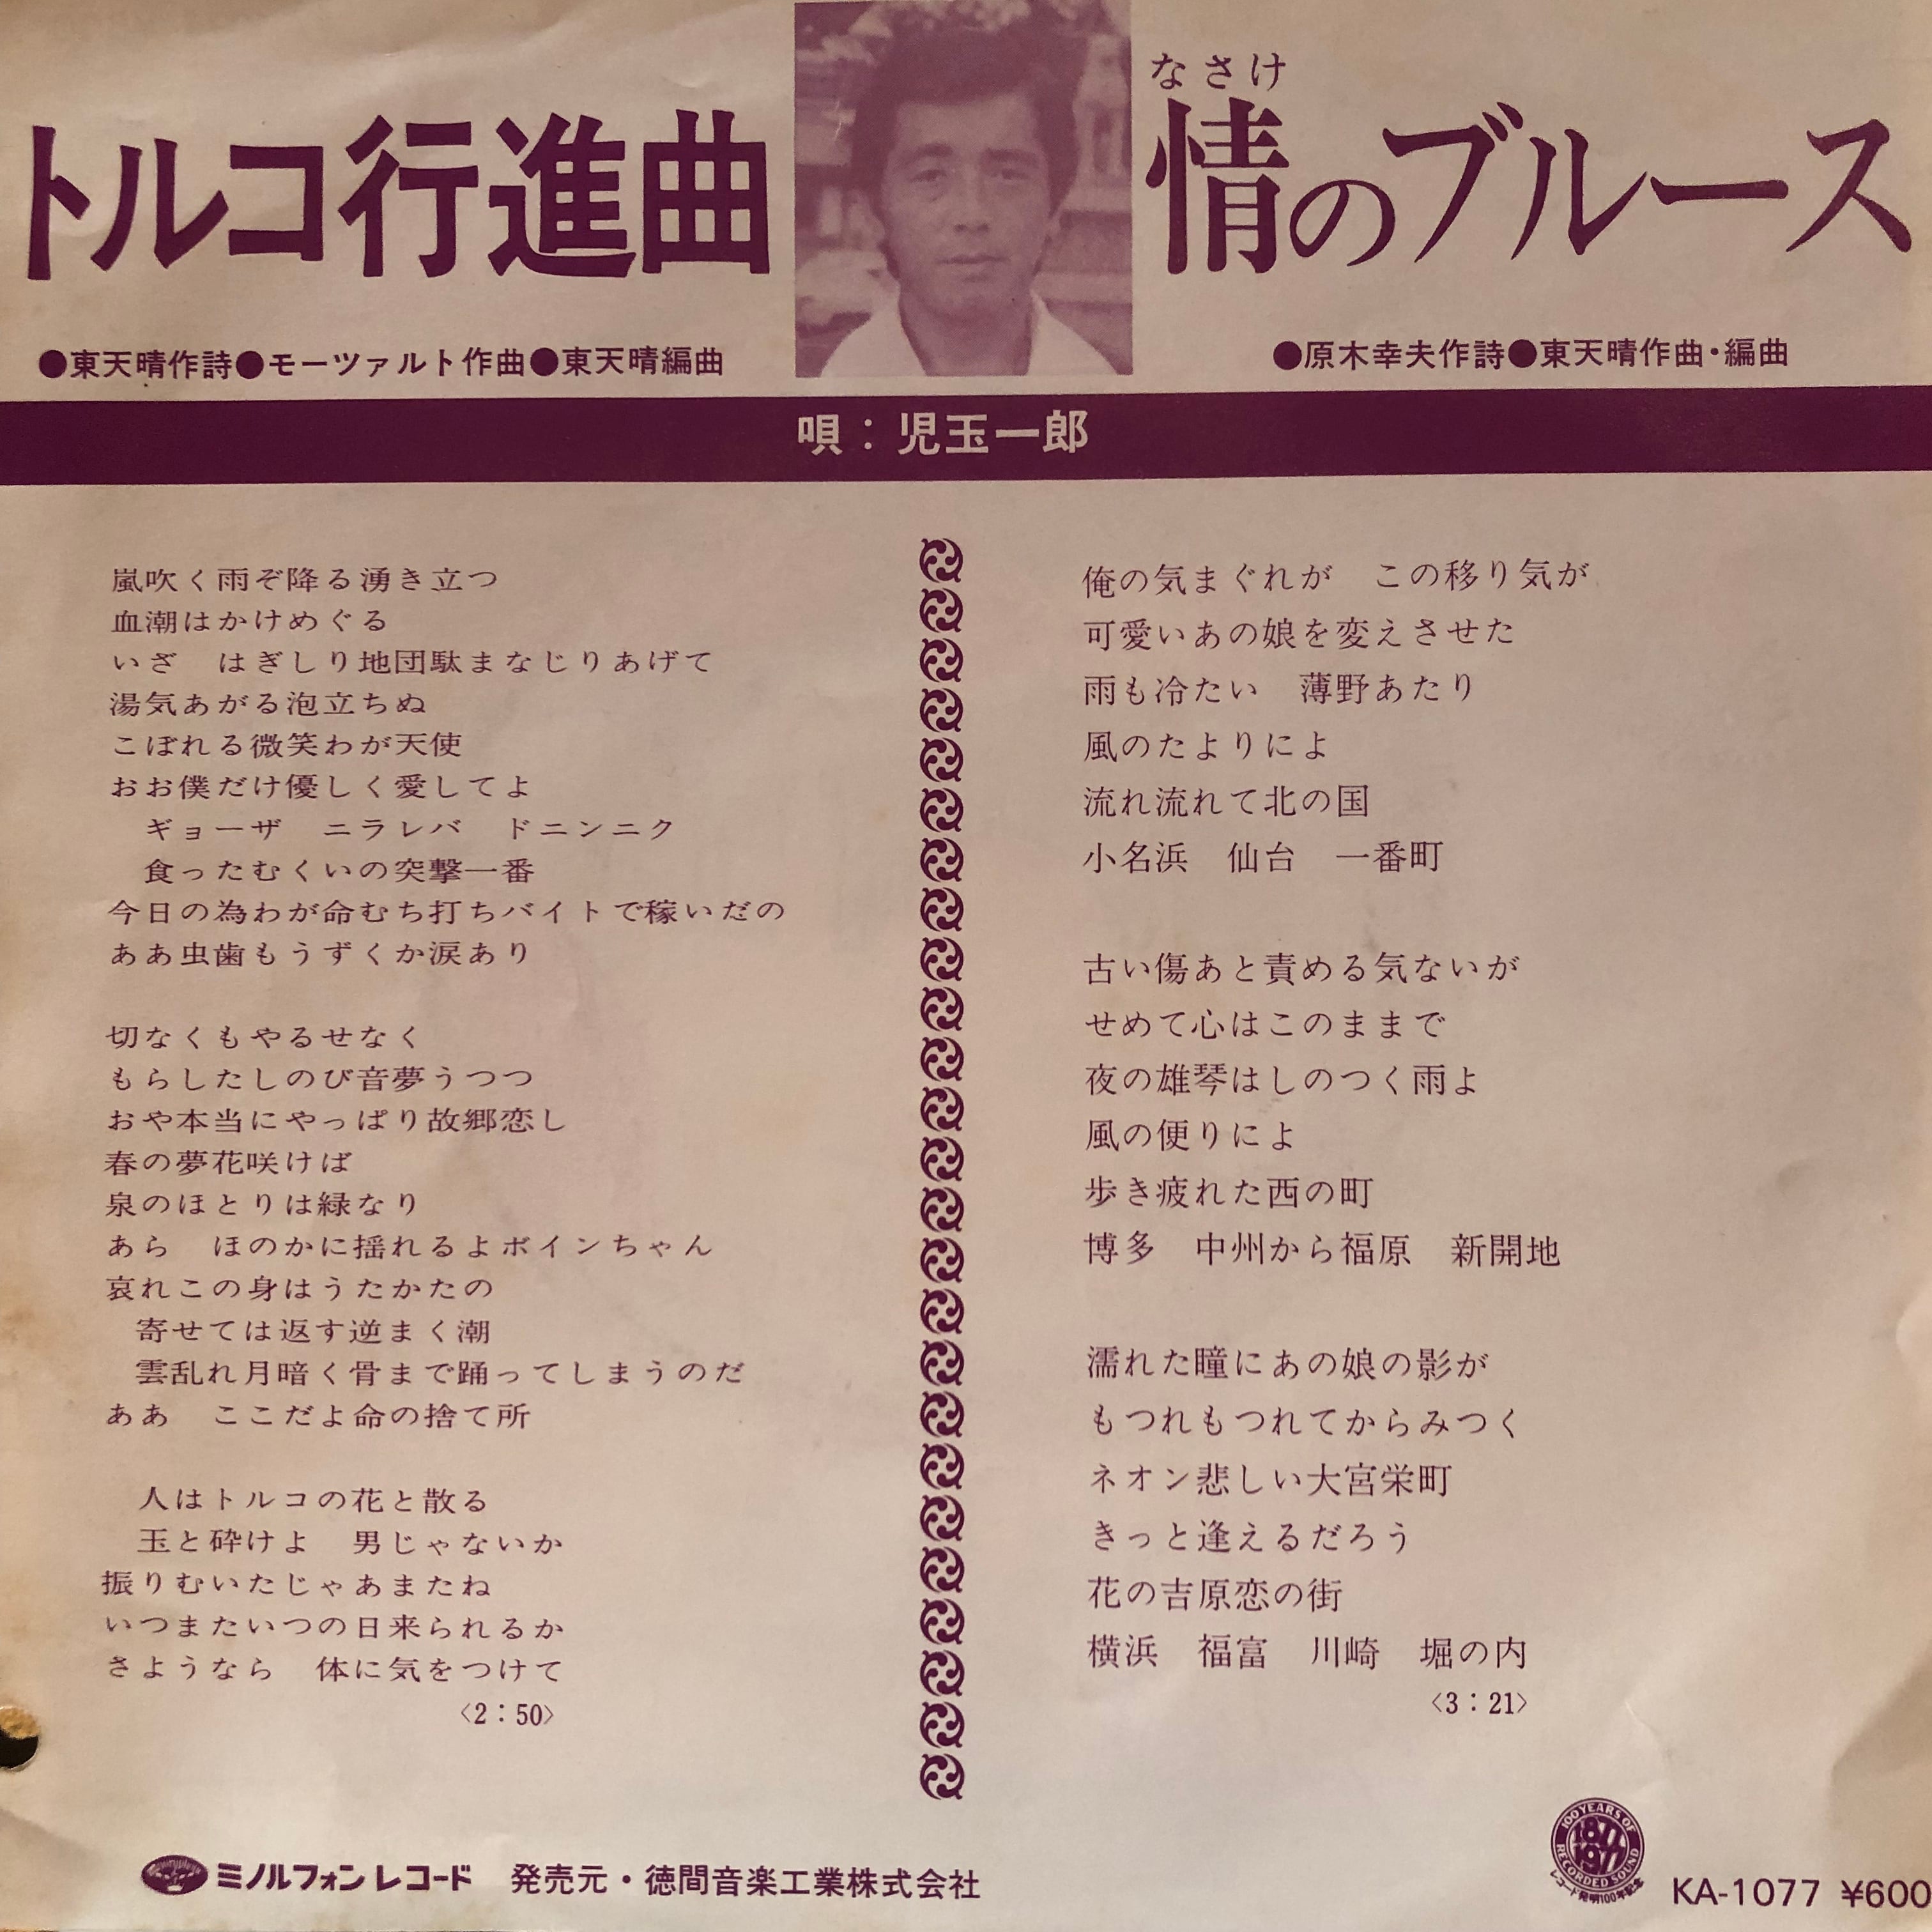 トルコ行進曲
●東天晴作詩●モーツァルト作曲●東天晴編曲
なさけ
情のブルース
●原木幸夫作詩●東天晴作曲・編曲
唄：児玉一郎
嵐吹く雨ぞ降る湧き立つ
血潮はかけめぐる
いざ　はぎしり地団駄まなじりあげて
湯気あがる泡立ちぬ
こぼれる微笑わが天使
おお僕だけ優しく愛してよ
ギョーザ　ニラレバ　ドニンニク
食ったむくいの突撃一番
今日の為わが命むち打ちバイトで稼いだの
ああ虫歯もうずくか涙あり
切なくもやるせなく
もらしたしのび音夢うつつ
おや本当にやっぱり故郷恋し
春の夢花咲けば
泉のほとりは緑なり
あら　ほのかに揺れるよボインちゃん
哀れこの身はうたかたの
寄せては返す逆まく潮
雲乱れ月暗く骨まで踊ってしまうのだ
ああ　ここだよ命の捨て所
人はトルコの花と散る
玉と砕けよ　男じゃないか
振りむいたじゃあまたね
いつまたいつの日来られるか
さようなら　体に気をつけて
〈2：50〉
俺の気まぐれが　この移り気が
可愛いあの娘を変えさせた
雨も冷たい　薄野あたり
風のたよりによ
流れ流れて北の国
小名浜　仙台　一番町
古い傷あと責める気ないが
せめて心はこのままで
夜の雄琴はしのつく雨よ
風の便りによ
歩き疲れた西の町
博多　中州から福原　新開地
濡れた瞳にあの娘の影が
もつれもつれてからみつく
ネオン悲しい大宮栄町
きっと逢えるだろう
花の吉原恋の街
横浜　福富　川崎　堀の内
〈3：21〉
ミノルフォンレコード　発売元・徳間音楽工業株式会社
100 YEARS OF
1877
1977
RECORDED SOUND
レコード発明100年記念
KA-1077 ¥600